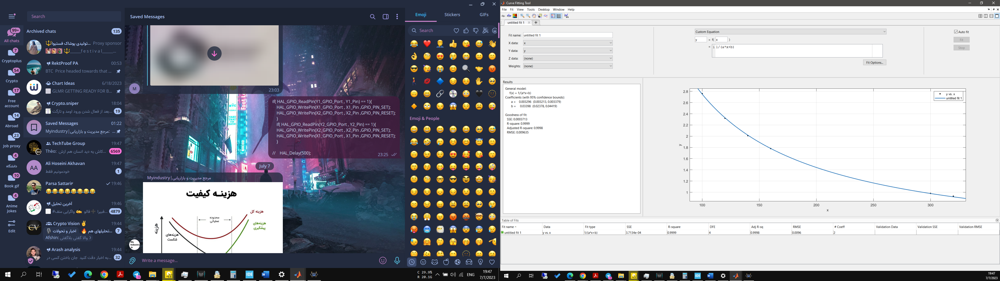 Search
Archived chats
135
99+
All chats
7
Cryptoplus
54
Crypto
17
Free
account
14
Abroad
23
Job proxy
4
دانشگاه
10
Book gif
4
Anime
jokes
Edit
تولیدی پوشاک فستیوا...
Proxy sponsor
f e s t i v a l
RektProof PA
00:53
BTC Price headed towards that ...
Chart Ideas
6/18/2023
GLMR GETTING READY FOR B...
Crypto.sniper
18:04
بعد از فعال شدن ورود اومد و تارگت...
19
Saved Messages
01:22
Myindustry|مرجع مدیریت و بازاریابی: ...
TechTube Group
19:47
Thèo: کاش یه دید انسان هم ازش...
6569
3m
AA
Ali Hoseini Akhavan
19:47
خودمونیم فقط
1
Parsa Sattari۲
19:46
😂😂😂😂😂😂😂😂
آخرین تحلیل
19:46
#فیبرا ➕ فالو ✍ واگرایی منف...
4879
CV
Crypto Vision ✌
19:44
اخبار و تحولات 🔥 تحلیلهای هم...
7
Afshin: والا گفتی بلاگفتی
Arash analysis
19:44
به اخبار دقت کنید جان باختن کسی در...
32
Saved Messages
M
23:03
if( HAL_GPIO_ReadPin(Y1_GPIO_Port , Y1_Pin) == 1){
HAL_GPIO_WritePin(X1_GPIO_Port , X1_Pin ,GPIO_PIN_SET);
HAL_GPIO_WritePin(X2_GPIO_Port , X2_Pin ,GPIO_PIN_RESET);
}
if( HAL_GPIO_ReadPin(Y2_GPIO_Port , Y2_Pin) == 1){
HAL_GPIO_WritePin(X2_GPIO_Port , X2_Pin ,GPIO_PIN_SET);
HAL_GPIO_WritePin(X1_GPIO_Port , X1_Pin ,GPIO_PIN_RESET);
}
// HAL_Delay(500);
23:25
July 7
Myindustry|مرجع مدیریت و بازاریابی
هزینه کیفیت
هزینه کل
محدوده
عملیاتی
هزینه‌های
پیشگیری
هزینه
هزینه‌های
شکست
My
Industry
.ir
Write a message...
Emoji
Stickers
GIFs
Search
Emoji & People
C 29.9%
R 20.1G
ENG
19:47
7/7/2023
Curve Fitting Tool
File Fit View Tools Desktop Window Help
untitled fit 1
Fit name: untitled fit 1
X data: x
Y data: y
Z data: (none)
Weights: (none)
Custom Equation
y = f( x )
= 1 1/(a*x+b)
Fit Options...
Auto fit
Fit
Stop
Results
General model:
f(x) = 1/(a*x+b)
Coefficients (with 95% confidence bounds):
a = 0.003296 (0.003213, 0.003379)
b = 0.03398 (0.02378, 0.04419)
Goodness of fit:
SSE: 0.0003713
R-square: 0.9999
Adjusted R-square: 0.9998
RMSE: 0.009635
y vs. x
untitled fit 1
2.8
2.6
2.4
2.2
2
1.8
1.6
1.4
1.2
1
y
100 150 200 250 300
x
Table of Fits
Fit name Data Fit type SSE R-square DFE Adj R-sq RMSE # Coeff Validation Data Validation SSE Validation RMSE
untitled fit 1 y vs. x 1/(a*x+b) 3.7134e-04 0.9999 4 0.9998 0.0096 2
19:47
7/7/2023